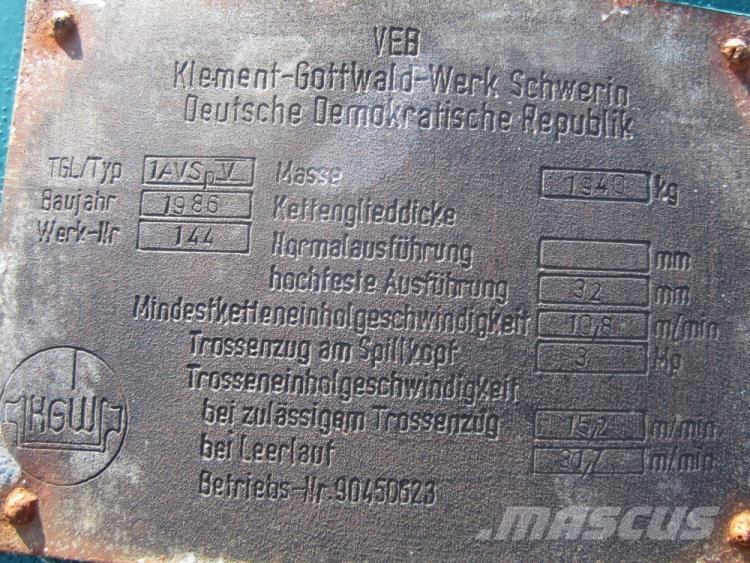 VEB
Klement-Gottwald-Werk Schwerin
Deutsche Demokratische Republik
TGL/Typ 1AVSpV Masse 1940 kg
Baujahr 1986 Kettenglieddicke
Werk-Nr 144 Normalausführung mm
hochfeste Ausführung 32 mm
Mindestketteneinholgeschwindigkeit 10,8 m/min
Trossenzug am Spillkopf 3 Mp
Trosseneinholgeschwindigkeit
bei zulässigem Trossenzug 15,2 m/min
bei Leerlauf 31,7 m/min
Betriebs-Nr. 90450623
KGW
MASCUS